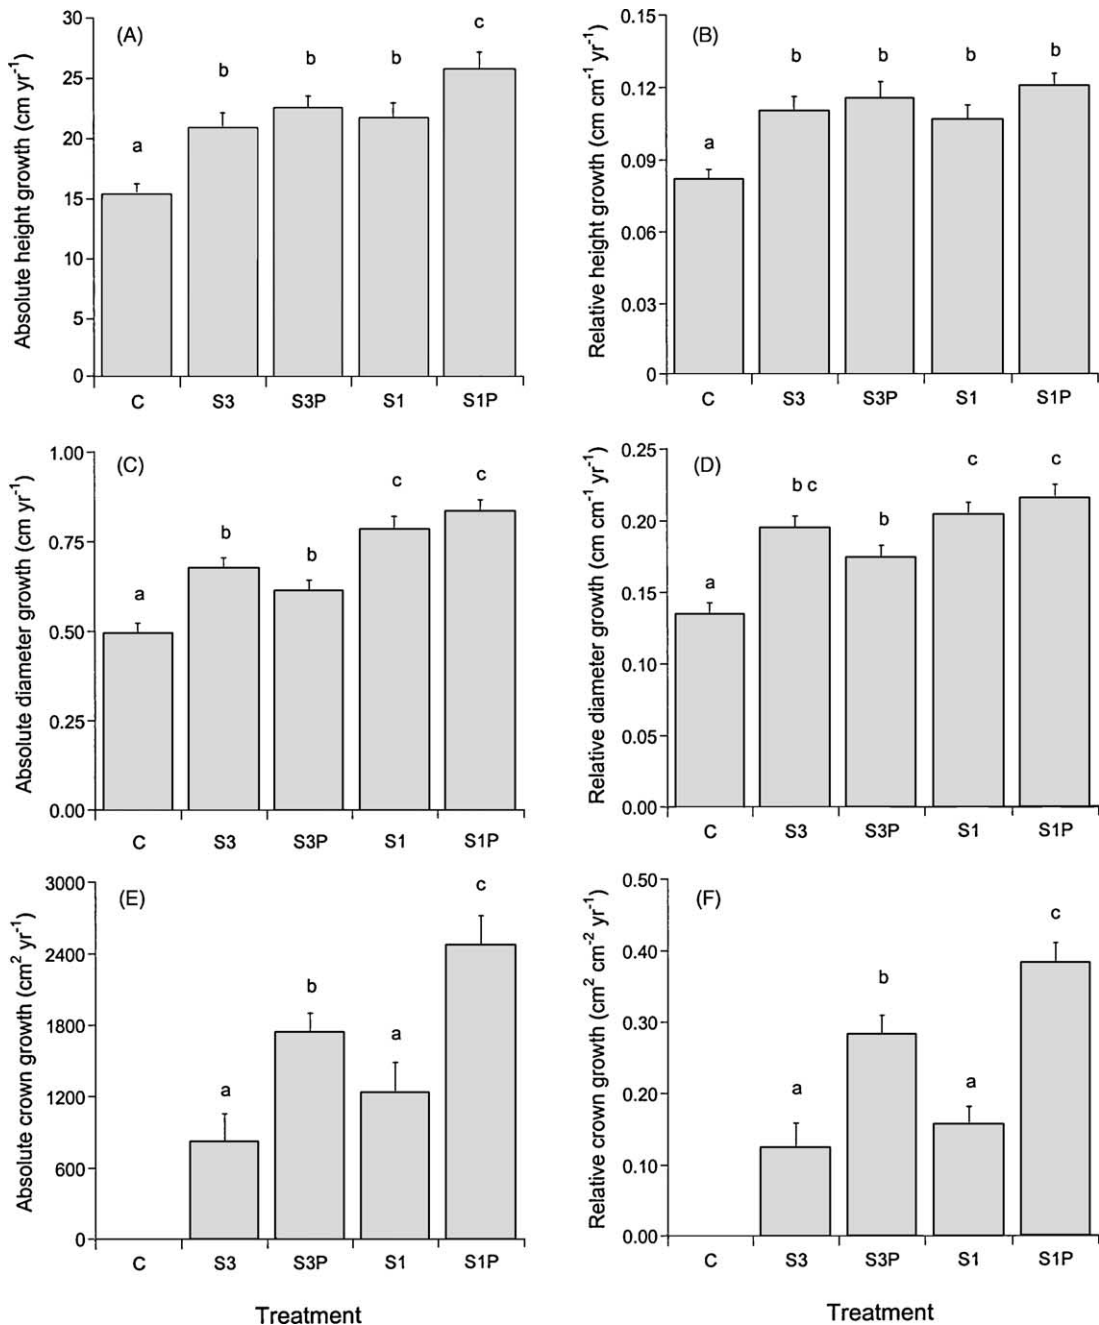 (A)
Absolute height growth (cm yr⁻¹)
30
25
20
15
10
5
0
a
b
b
b
c
C S3 S3P S1 S1P
(B)
Relative height growth (cm cm⁻¹ yr⁻¹)
0.15
0.12
0.09
0.06
0.03
0
a
b
b
b
b
C S3 S3P S1 S1P
(C)
Absolute diameter growth (cm yr⁻¹)
1.00
0.75
0.50
0.25
0.00
a
b
b
c
c
C S3 S3P S1 S1P
(D)
Relative diameter growth (cm cm⁻¹ yr⁻¹)
0.25
0.20
0.15
0.10
0.05
0.00
a
b c
b
c
c
C S3 S3P S1 S1P
(E)
Absolute crown growth (cm² yr⁻¹)
3000
2400
1800
1200
600
0
a
b
a
c
C S3 S3P S1 S1P
Treatment
(F)
Relative crown growth (cm² cm⁻² yr⁻¹)
0.50
0.40
0.30
0.20
0.10
0.00
a
b
a
c
C S3 S3P S1 S1P
Treatment